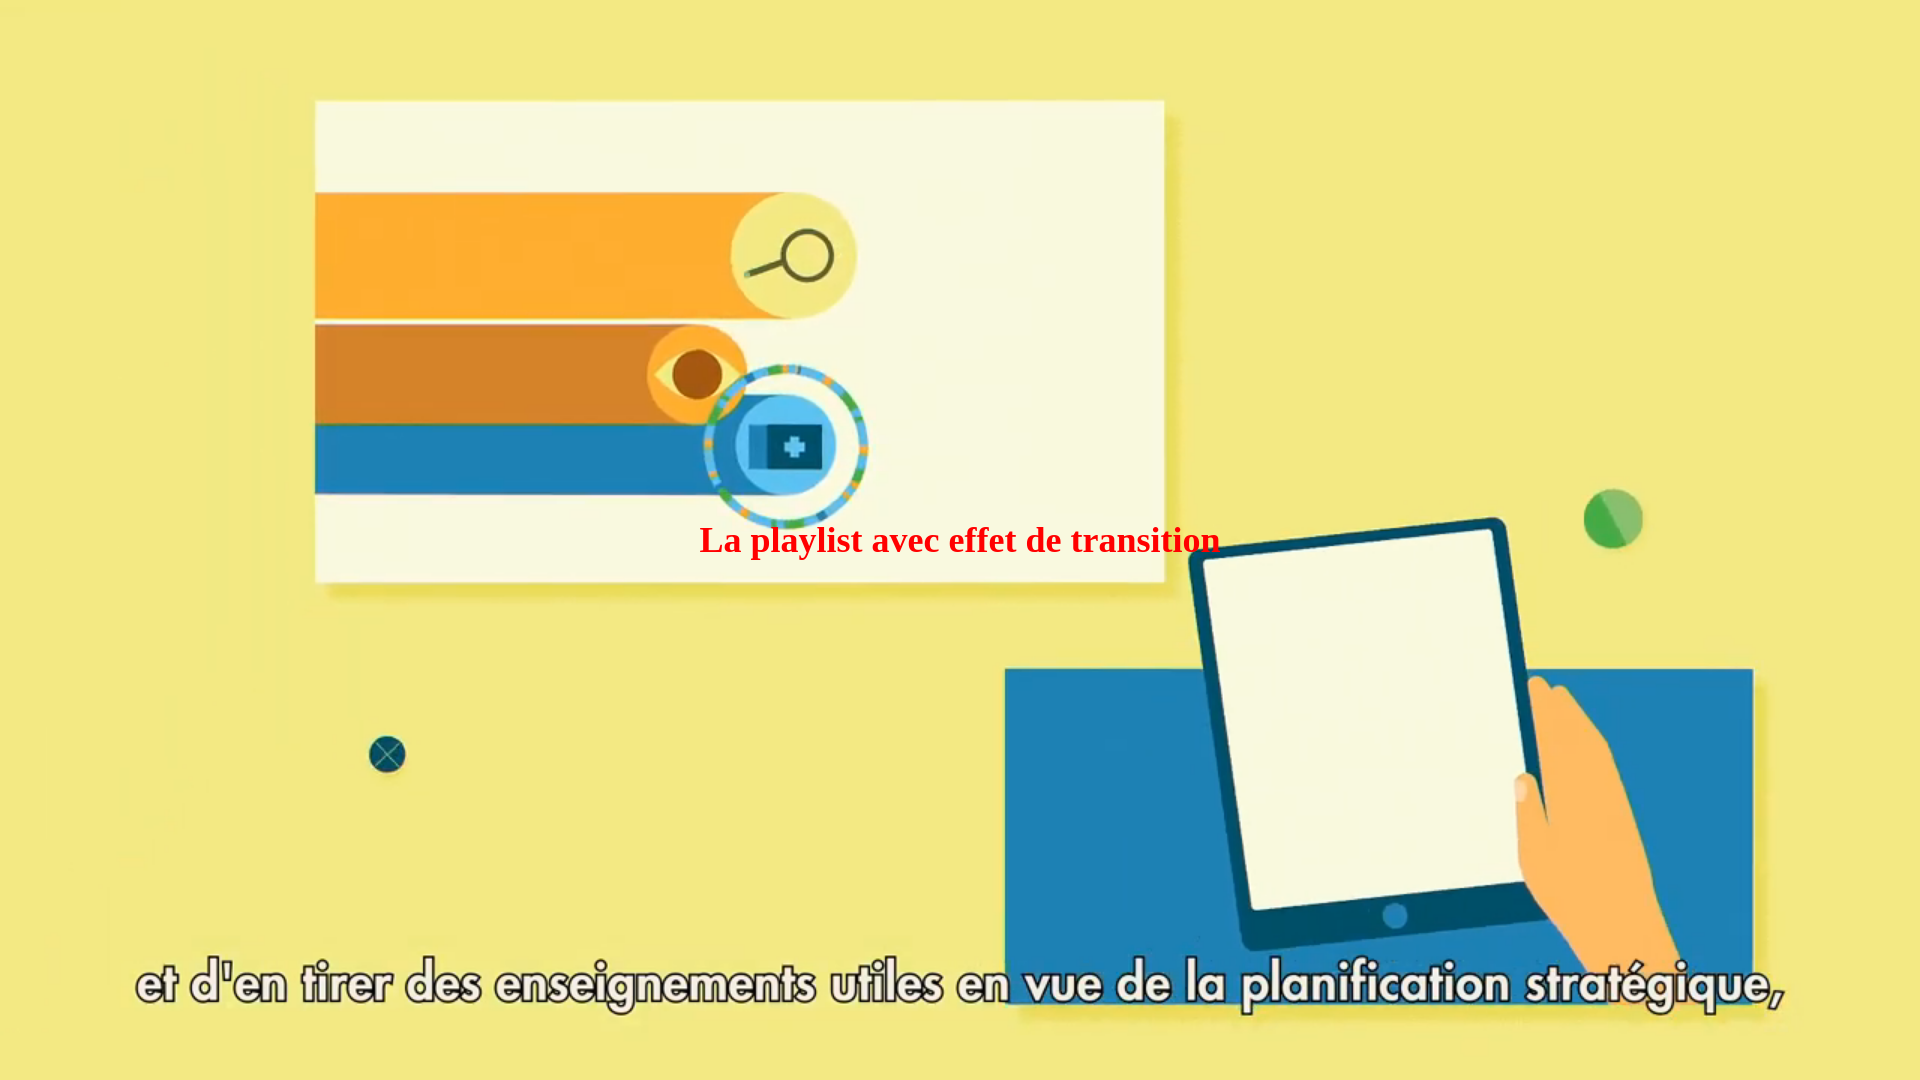 La playlist avec effet de transition
et d'en tirer des enseignements utiles en vue de la planification stratégique,